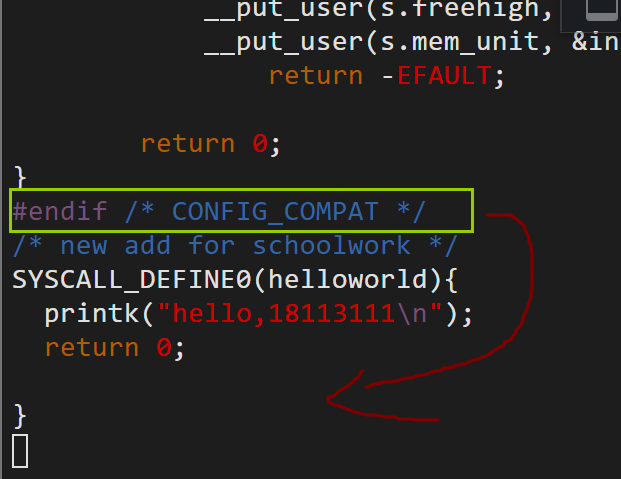 __put_user(s.freehigh,
__put_user(s.mem_unit, &in
return -EFAULT;
return 0;
}
#endif /* CONFIG_COMPAT */
/* new add for schoolwork */
SYSCALL_DEFINE0(helloworld){
printk("hello,18113111\n");
return 0;
}